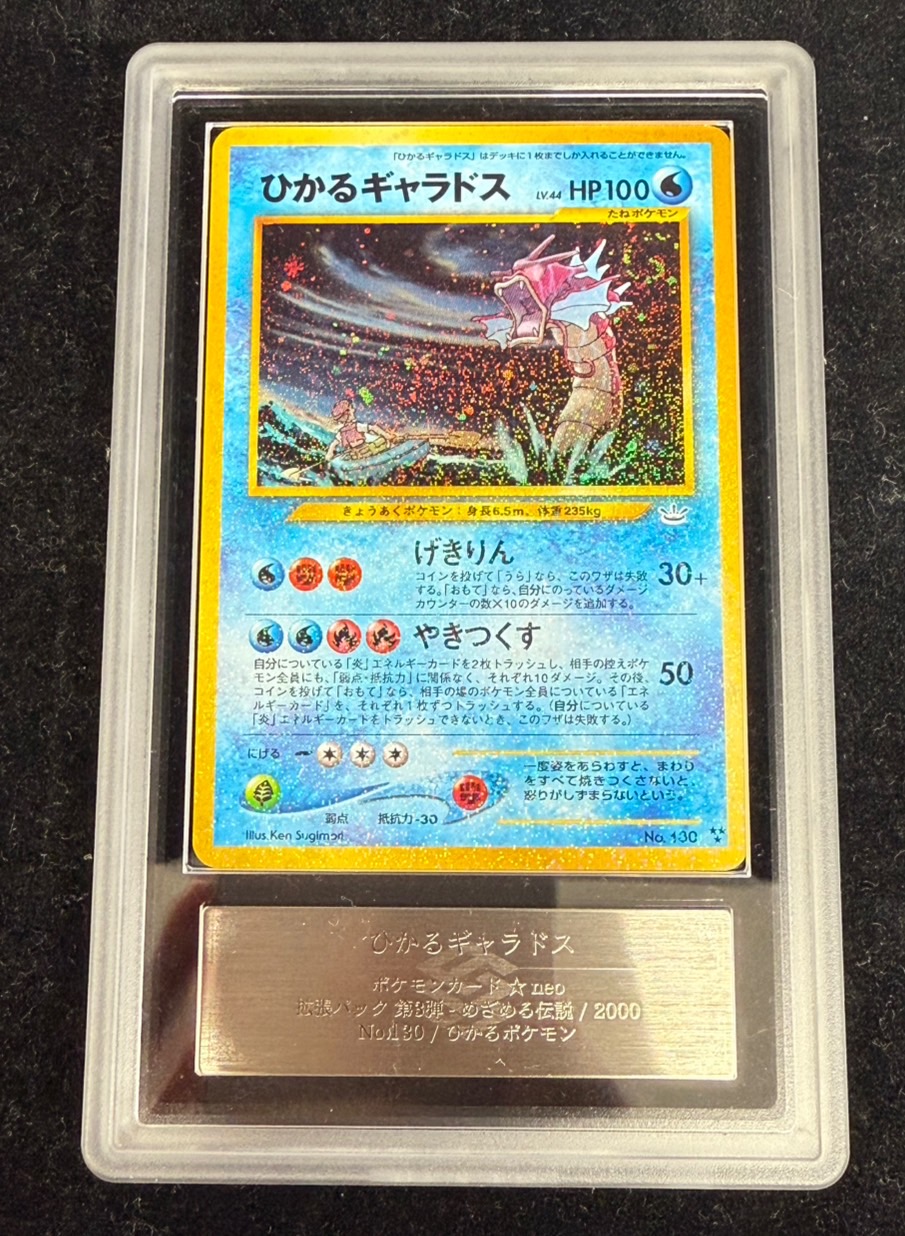 「ひかるギャラドス」はデッキに1枚までしか入れることができません。
ひかるギャラドス LV.44 HP100
たねポケモン
きょうあくポケモン：身長6.5m、体重235kg
げきりん 30+
コインを投げて「うら」なら、このワザは失敗
する。「おもて」なら、自分にのっているダメージ
カウンターの数×10のダメージを追加する。
やきつくす 50
自分についている「炎」エネルギーカードを2枚トラッシュし、相手の控えポケ
モン全員にも、「弱点・抵抗力」に関係なく、それぞれ10ダメージ。その後、
コインを投げて「おもて」なら、相手の場のポケモン全員についている「エネ
ルギーカード」を、それぞれ1枚ずつトラッシュする。（自分についている
「炎」エネルギーカードをトラッシュできないとき、このワザは失敗する。）
にげる
弱点 抵抗力 -30
一度姿をあらわすと、まわり
をすべて焼きつくさないと
怒りがしずまらないという。
Illus. Ken Sugimori
No. 130
ひかるギャラドス
ポケモンカード☆neo
拡張パック 第3弾 - めざめる伝説 / 2000
No.130 / ひかるポケモン